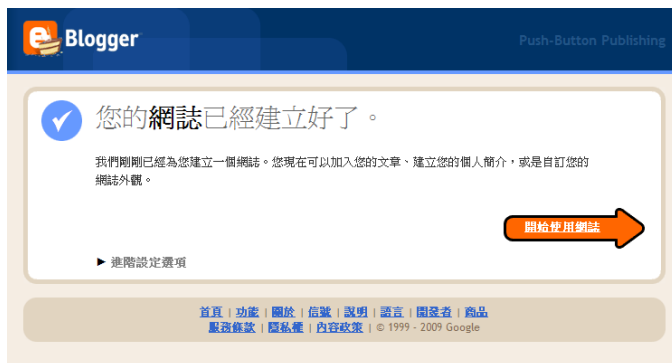 Blogger
Push-Button Publishing
您的網誌已經建立好了。
我們剛剛已經為您建立一個網誌。您現在可以加入您的文章、建立您的個人簡介，或是自訂您的
網誌外觀。
開始使用網誌
► 進階設定選項
首頁 | 功能 | 關於 | 信號 | 說明 | 語言 | 開發者 | 商品
服務條款 | 隱私權 | 內容政策 | © 1999 - 2009 Google